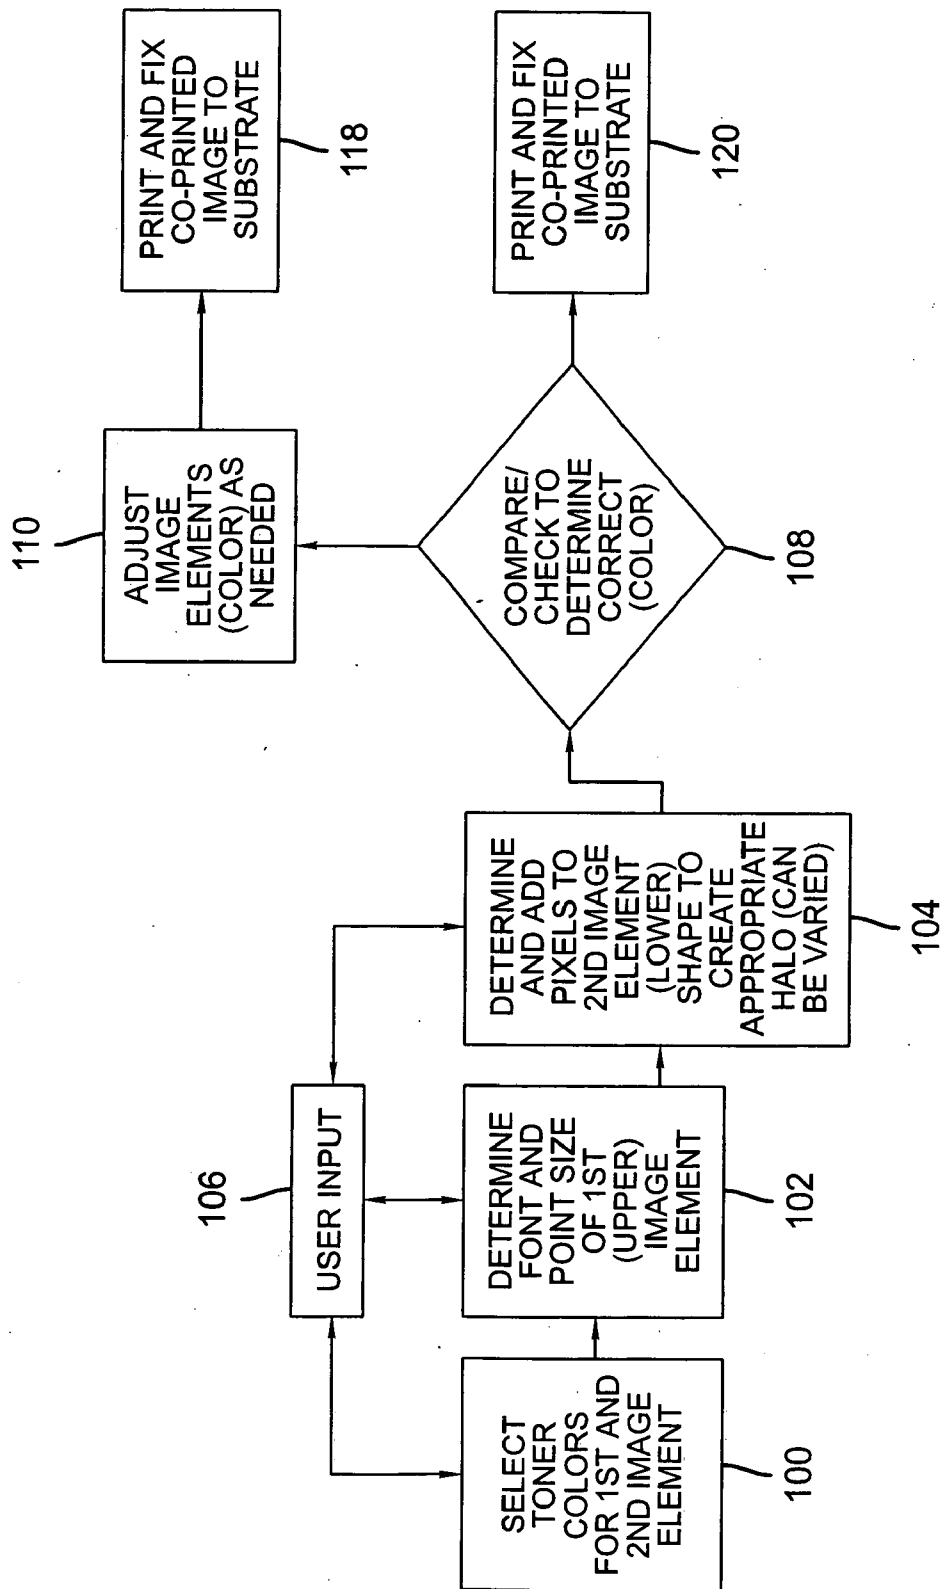 SELECT
TONER
COLORS
FOR 1ST AND
2ND IMAGE
ELEMENT
100
USER INPUT
106
DETERMINE
FONT AND
POINT SIZE
OF 1ST
(UPPER)
IMAGE
ELEMENT
102
DETERMINE
AND ADD
PIXELS TO
2ND IMAGE
ELEMENT
(LOWER)
SHAPE TO
CREATE
APPROPRIATE
HALO (CAN
BE VARIED)
104
COMPARE/
CHECK TO
DETERMINE
CORRECT
(COLOR)
108
ADJUST
IMAGE
ELEMENTS
(COLOR) AS
NEEDED
110
PRINT AND FIX
CO-PRINTED
IMAGE TO
SUBSTRATE
118
PRINT AND FIX
CO-PRINTED
IMAGE TO
SUBSTRATE
120